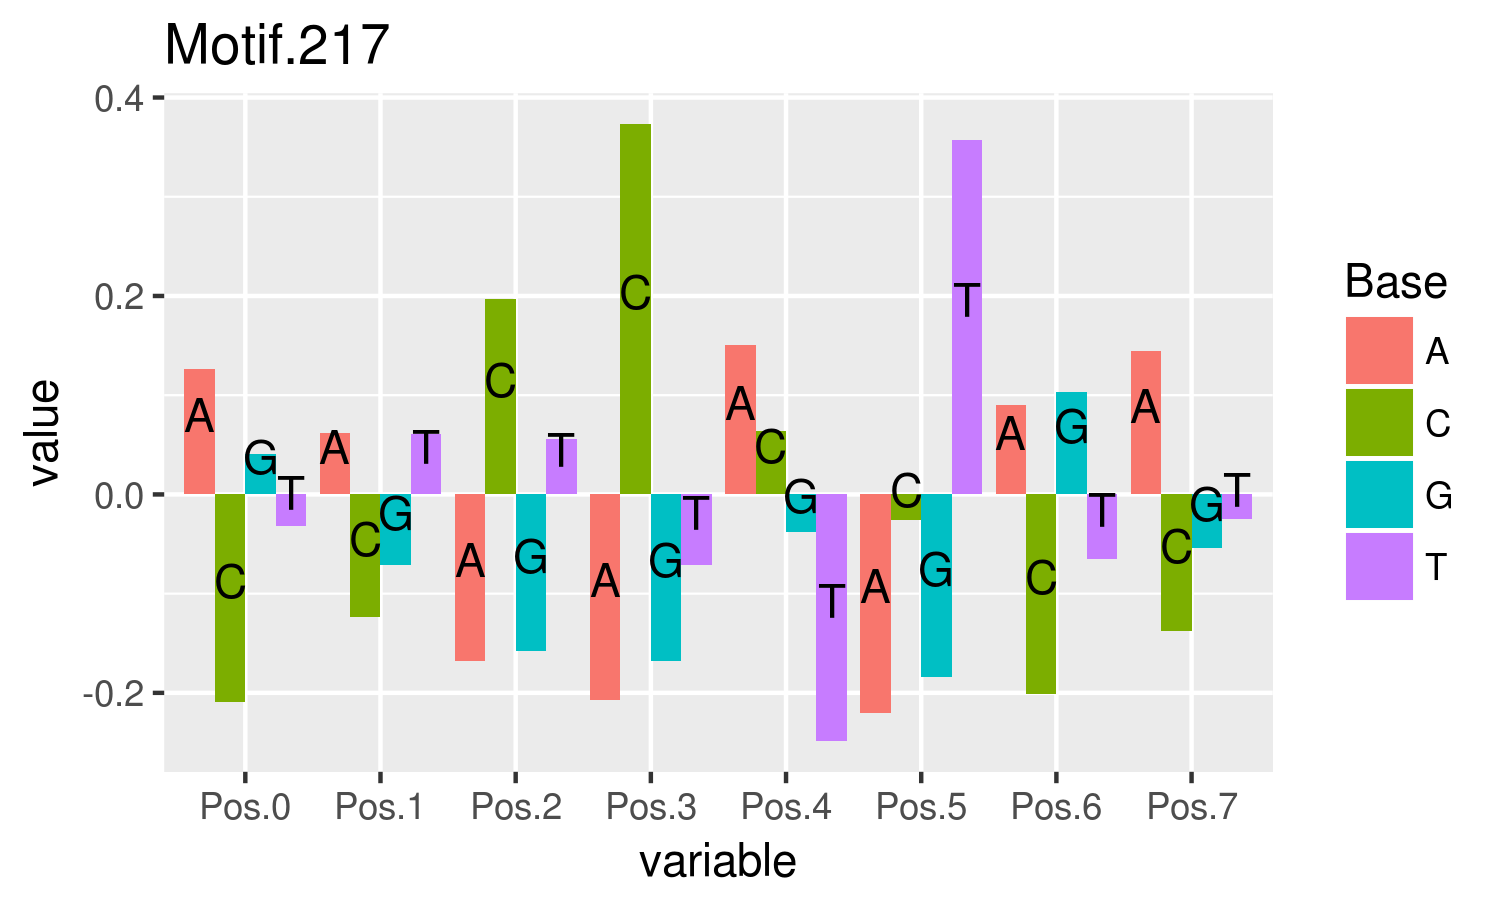 Motif.217
0.4
0.2
0.0
-0.2
value
A C G T
A C G T
A C G T
A C G T
A C G T
A C G T
A C G T
A C G T
Pos.0 Pos.1 Pos.2 Pos.3 Pos.4 Pos.5 Pos.6 Pos.7
variable
Base
A
C
G
T